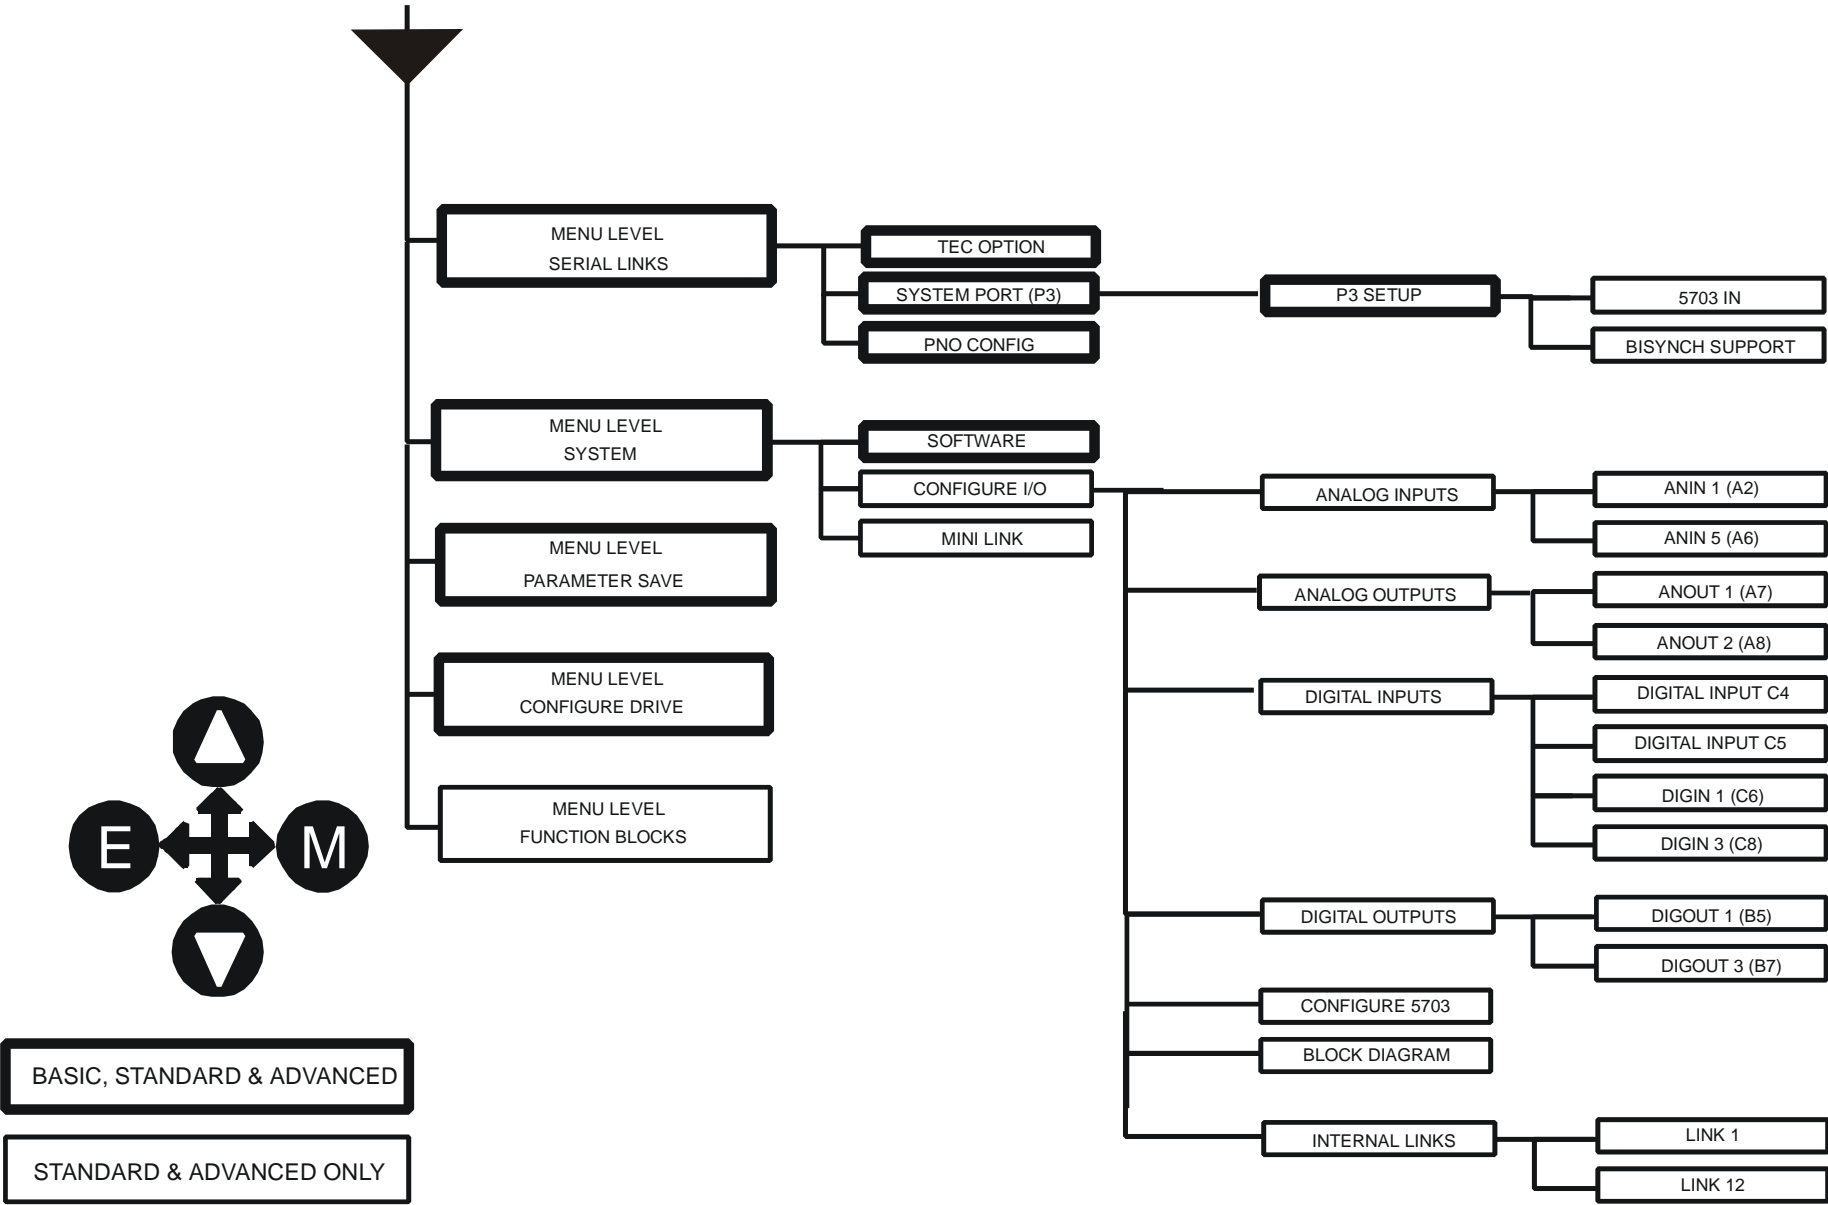 MENU LEVEL
SERIAL LINKS
TEC OPTION
SYSTEM PORT (P3)
PNO CONFIG
P3 SETUP
5703 IN
BISYNCH SUPPORT
MENU LEVEL
SYSTEM
SOFTWARE
CONFIGURE I/O
MINI LINK
ANALOG INPUTS
ANIN 1 (A2)
ANIN 5 (A6)
ANALOG OUTPUTS
ANOUT 1 (A7)
ANOUT 2 (A8)
DIGITAL INPUTS
DIGITAL INPUT C4
DIGITAL INPUT C5
DIGIN 1 (C6)
DIGIN 3 (C8)
DIGITAL OUTPUTS
DIGOUT 1 (B5)
DIGOUT 3 (B7)
CONFIGURE 5703
BLOCK DIAGRAM
INTERNAL LINKS
LINK 1
LINK 12
MENU LEVEL
PARAMETER SAVE
MENU LEVEL
CONFIGURE DRIVE
MENU LEVEL
FUNCTION BLOCKS
E
M
BASIC, STANDARD & ADVANCED
STANDARD & ADVANCED ONLY